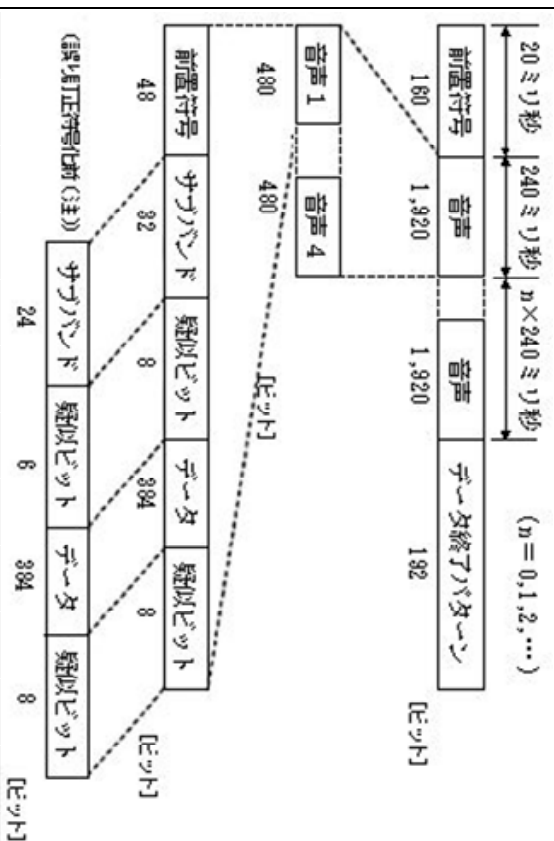 20ミリ秒 240ミリ秒 n×240ミリ秒 (n=0,1,2,…)
前置符号 音声 音声 データ終了パターン
160 1,920 1,920 192 [ビット]
音声1 音声4
480 480 [ビット]
前置符号 サブバンド 疑似ビット データ 疑似ビット
48 32 8 384 8 [ビット]
(誤り訂正符号化前(注)) サブバンド 疑似ビット データ 疑似ビット
24 6 384 8 [ビット]